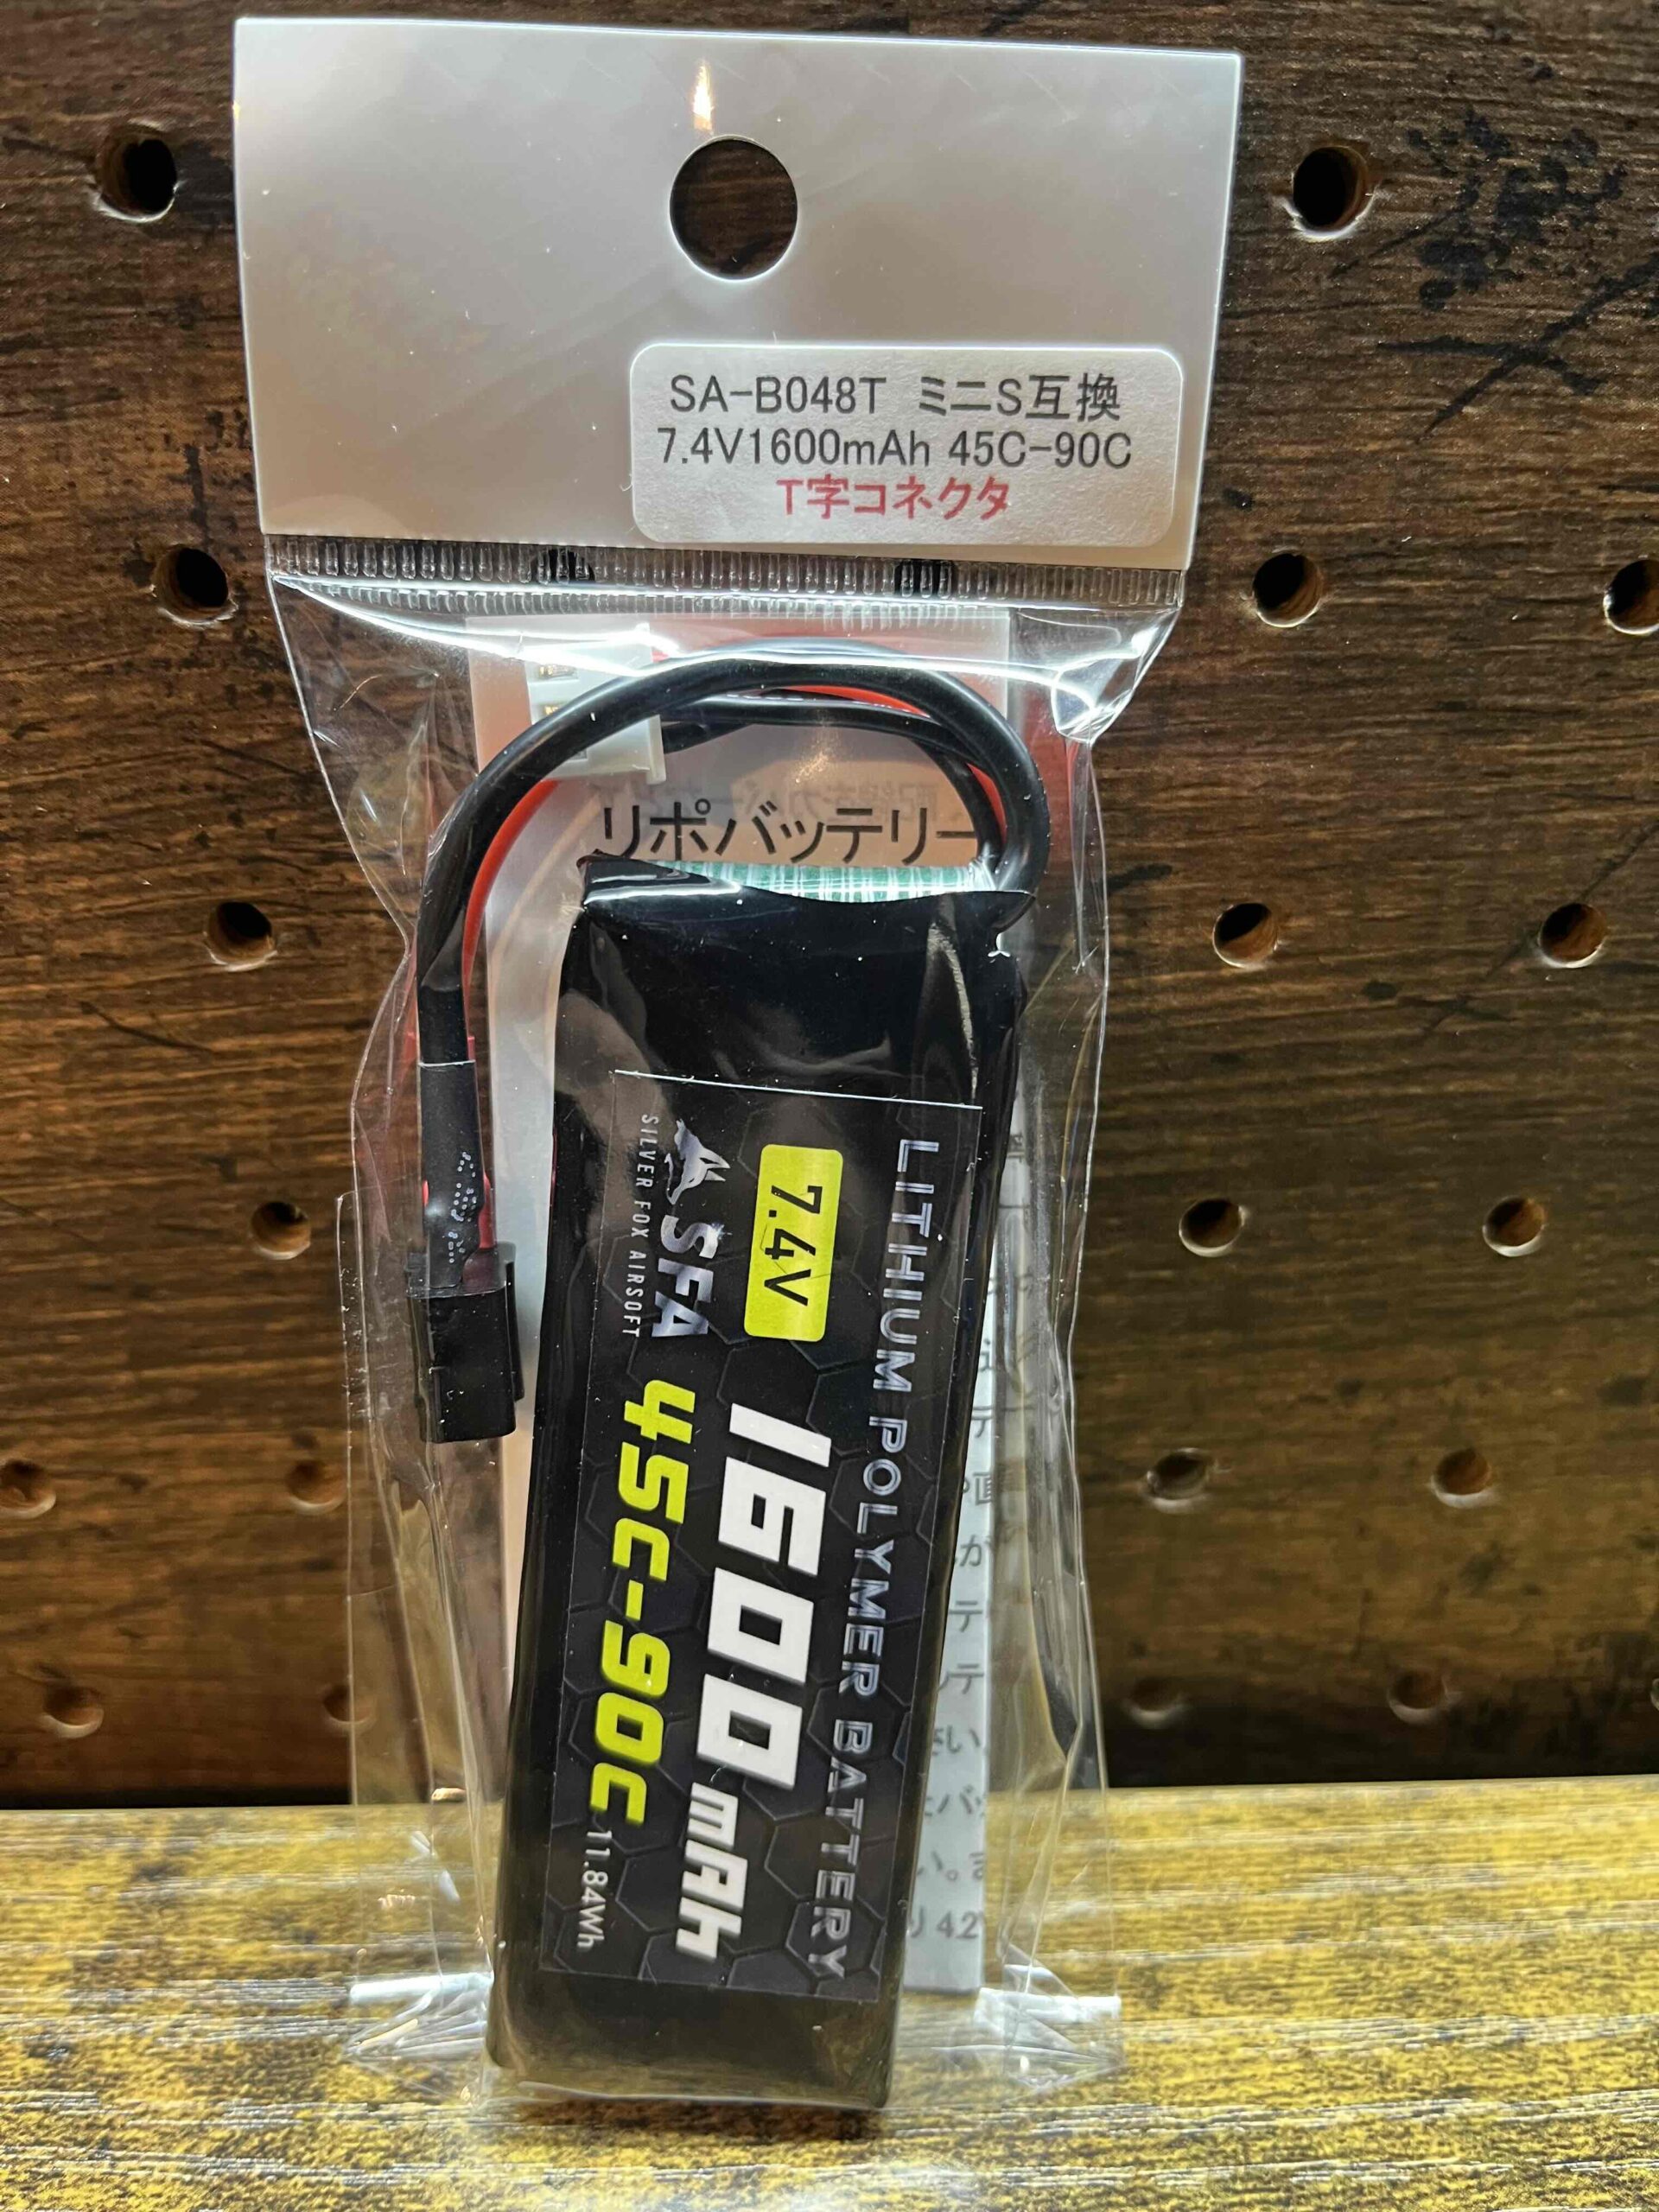 SA-B048T ミニS互換
7.4V1600mAh 45C-90C
T字コネクタ
リポバッテリー
LITHIUM POLYMER BATTERY
7.4V
1600mAh
SFA
SILVER FOX AIRSOFT
45C-90C
11.84Wh